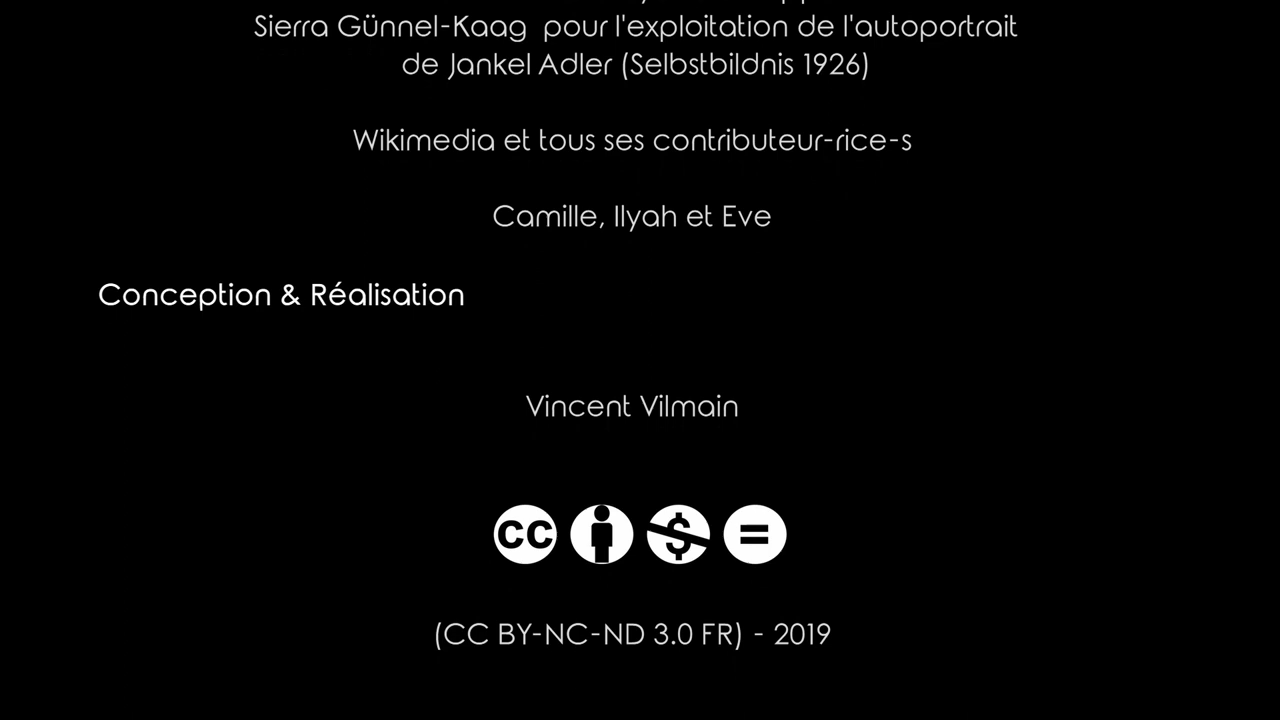 Sierra Günnel-Kaag pour l'exploitation de l'autoportrait
de Jankel Adler (Selbstbildnis 1926)
Wikimedia et tous ses contributeur-rice-s
Camille, Ilyah et Eve
Conception & Réalisation
Vincent Vilmain
cc $ =
(CC BY-NC-ND 3.0 FR) - 2019